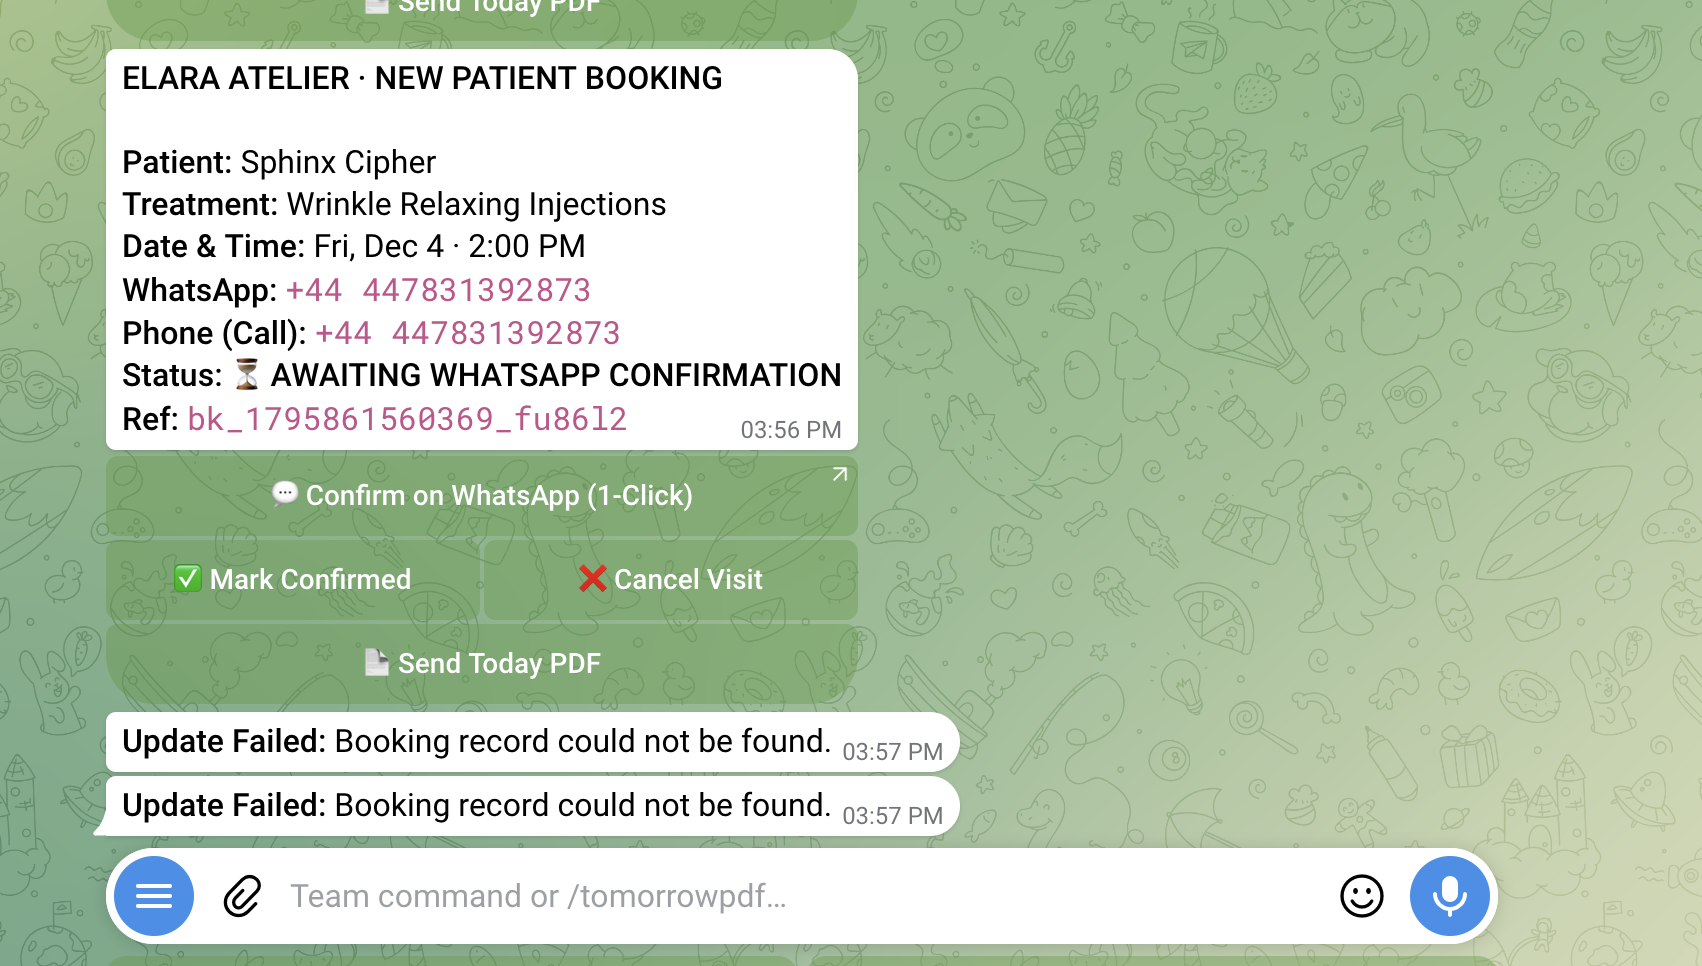 Send Today PDF
ELARA ATELIER · NEW PATIENT BOOKING
Patient: Sphinx Cipher
Treatment: Wrinkle Relaxing Injections
Date & Time: Fri, Dec 4 · 2:00 PM
WhatsApp: +44 447831392873
Phone (Call): +44 447831392873
Status: ⏳ AWAITING WHATSAPP CONFIRMATION
Ref: bk_1795861560369_fu86l2
03:56 PM
💬 Confirm on WhatsApp (1-Click)
✅ Mark Confirmed
❌ Cancel Visit
📄 Send Today PDF
Update Failed: Booking record could not be found. 03:57 PM
Update Failed: Booking record could not be found. 03:57 PM
Team command or /tomorrowpdf…